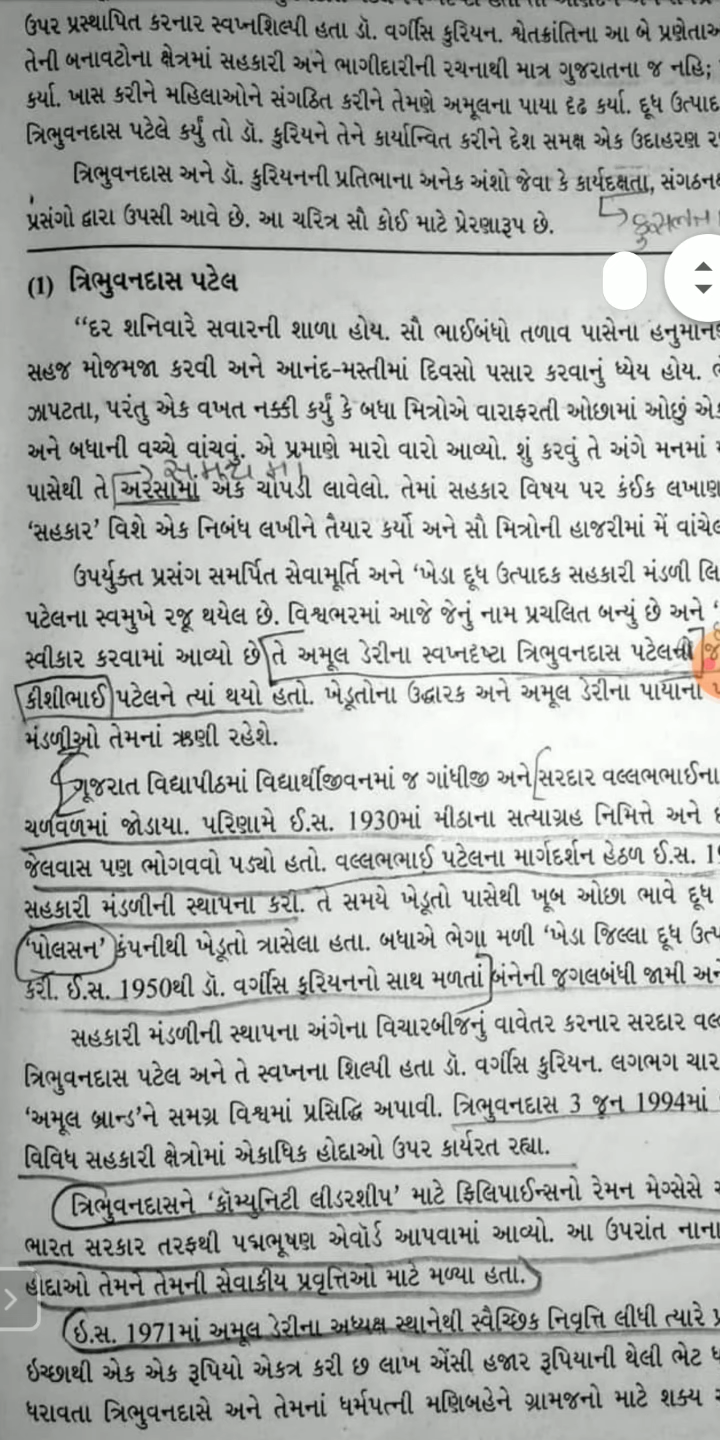 ઉપર પ્રસ્થાપિત કરનાર સ્વપ્નશિલ્પી હતા ડૉ. વર્ગીસ કુરિયન. શ્વેતક્રાંતિના આ બે પ્રણેતાઅ
તેની બનાવટોના ક્ષેત્રમાં સહકારી અને ભાગીદારીની રચનાથી માત્ર ગુજરાતના જ નહિ;
કર્યા. ખાસ કરીને મહિલાઓને સંગઠિત કરીને તેમણે અમૂલના પાયા દૃઢ કર્યા. દૂધ ઉત્પાદ
ત્રિભુવનદાસ પટેલે કર્યું તો ડૉ. કુરિયને તેને કાર્યાન્વિત કરીને દેશ સમક્ષ એક ઉદાહરણ
ત્રિભુવનદાસ અને ડૉ. કુરિયનની પ્રતિભાના અનેક અંશો જેવા કે કાર્યદક્ષતા, સંગઠન
પ્રસંગો દ્વારા ઉપસી આવે છે. આ ચરિત્ર સૌ કોઈ માટે પ્રેરણારૂપ છે.
(1) ત્રિભુવનદાસ પટેલ
“દર શનિવારે સવારની શાળા હોય. સૌ ભાઈબંધો તળાવ પાસેના હનુમાન
સહજ મોજમજા કરવી અને આનંદ-મસ્તીમાં દિવસો પસાર કરવાનું ધ્યેય હોય.
ઝાપટતા, પરંતુ એક વખત નક્કી કર્યું કે બધા મિત્રોએ વારાફરતી ઓછામાં ઓછું એક
અને બધાની વચ્ચે વાંચવું. એ પ્રમાણે મારો વારો આવ્યો. શું કરવું તે અંગે મનમાં
પાસેથી તે અરેસામાં એક ચોપડી લાવેલો. તેમાં સહકાર વિષય પર કંઈક લખાણ
‘સહકાર’ વિશે એક નિબંધ લખીને તૈયાર કર્યો અને સૌ મિત્રોની હાજરીમાં મેં વાંચેલ
ઉપર્યુક્ત પ્રસંગ સમર્પિત સેવામૂર્તિ અને ‘ખેડા દૂધ ઉત્પાદક સહકારી મંડળી લિ
પટેલના સ્વમુખે રજૂ થયેલ છે. વિશ્વભરમાં આજે જેનું નામ પ્રચલિત બન્યું છે અને
સ્વીકાર કરવામાં આવ્યો છે તે અમૂલ ડેરીના સ્વપ્નદૃષ્ટા ત્રિભુવનદાસ પટેલનો જ
કીશીભાઈ પટેલને ત્યાં થયો હતો. ખેડૂતોના ઉદ્ધારક અને અમૂલ ડેરીના પાયાના
મંડળીઓ તેમનાં ઋણી રહેશે.
ગૂજરાત વિદ્યાપીઠમાં વિદ્યાર્થીજીવનમાં જ ગાંધીજી અને સરદાર વલ્લભભાઈના
ચળવળમાં જોડાયા. પરિણામે ઈ.સ. 1930માં મીઠાના સત્યાગ્રહ નિમિત્તે અને
જેલવાસ પણ ભોગવવો પડ્યો હતો. વલ્લભભાઈ પટેલના માર્ગદર્શન હેઠળ ઈ.સ. 19
સહકારી મંડળીની સ્થાપના કરી. તે સમયે ખેડૂતો પાસેથી ખૂબ ઓછા ભાવે દૂધ
‘પોલસન’ કંપનીથી ખેડૂતો ત્રાસેલા હતા. બધાએ ભેગા મળી ‘ખેડા જિલ્લા દૂધ ઉત્પ
કરી. ઈ.સ. 1950થી ડૉ. વર્ગીસ કુરિયનનો સાથ મળતાં બંનેની જુગલબંધી જામી અને
સહકારી મંડળીની સ્થાપના અંગેના વિચારબીજનું વાવેતર કરનાર સરદાર વલ્
ત્રિભુવનદાસ પટેલ અને તે સ્વપ્નના શિલ્પી હતા ડૉ. વર્ગીસ કુરિયન. લગભગ ચાર
‘અમૂલ બ્રાન્ડ’ને સમગ્ર વિશ્વમાં પ્રસિદ્ધિ અપાવી. ત્રિભુવનદાસ 3 જૂન 1994માં
વિવિધ સહકારી ક્ષેત્રોમાં એકાધિક હોદ્દાઓ ઉપર કાર્યરત રહ્યા.
ત્રિભુવનદાસને ‘કૉમ્યુનિટી લીડરશીપ’ માટે ફિલિપાઈન્સનો રેમન મેગ્સેસે
ભારત સરકાર તરફથી પદ્મભૂષણ એવૉર્ડ આપવામાં આવ્યો. આ ઉપરાંત નાના
હોદ્દાઓ તેમને તેમની સેવાકીય પ્રવૃત્તિઓ માટે મળ્યા હતા.
ઇ.સ. 1971માં અમૂલ ડેરીના અધ્યક્ષ સ્થાનેથી સ્વૈચ્છિક નિવૃત્તિ લીધી ત્યારે
ઇચ્છાથી એક એક રૂપિયો એકત્ર કરી છ લાખ એંસી હજાર રૂપિયાની થેલી ભેટ
ધરાવતા ત્રિભુવનદાસે અને તેમનાં ધર્મપત્ની મણિબહેને ગ્રામજનો માટે શક્ય